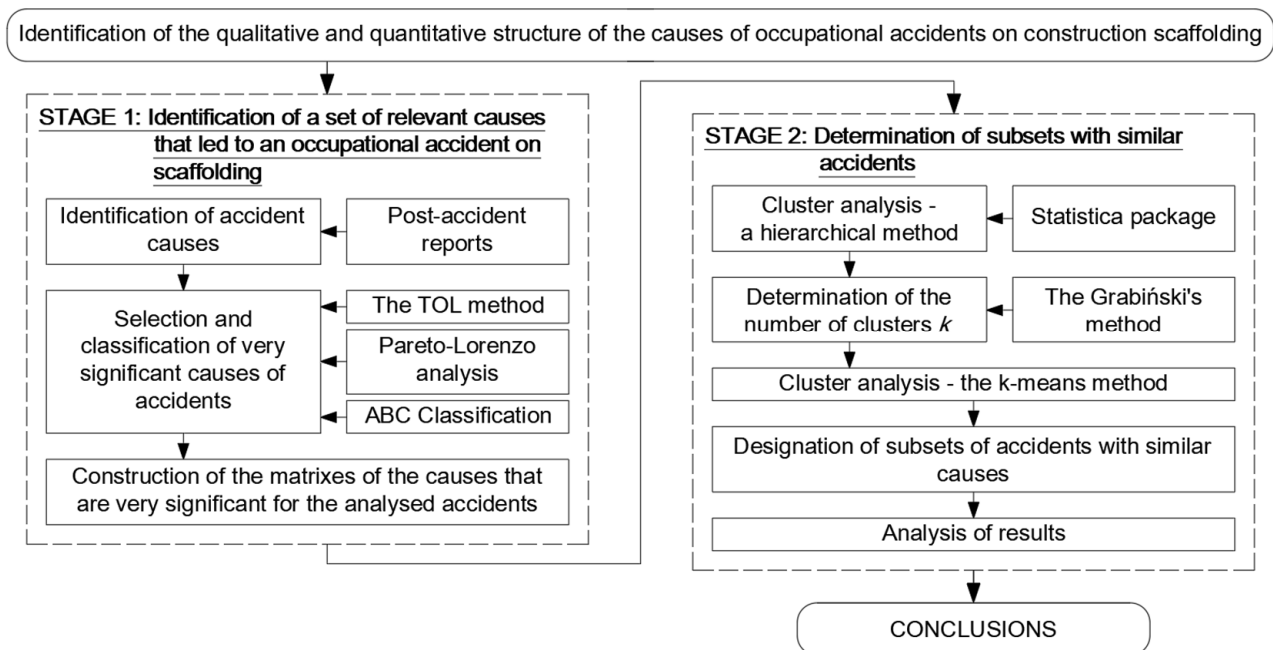 Identification of the qualitative and quantitative structure of the causes of occupational accidents on construction scaffolding
STAGE 1: Identification of a set of relevant causes
that led to an occupational accident on
scaffolding
Identification of accident
causes
Post-accident
reports
Selection and
classification of very
significant causes of
accidents
The TOL method
Pareto-Lorenzo
analysis
ABC Classification
Construction of the matrixes of the causes that
are very significant for the analysed accidents
STAGE 2: Determination of subsets with similar
accidents
Cluster analysis -
a hierarchical method
Statistica package
Determination of the
number of clusters k
The Grabiński's
method
Cluster analysis - the k-means method
Designation of subsets of accidents with similar
causes
Analysis of results
CONCLUSIONS